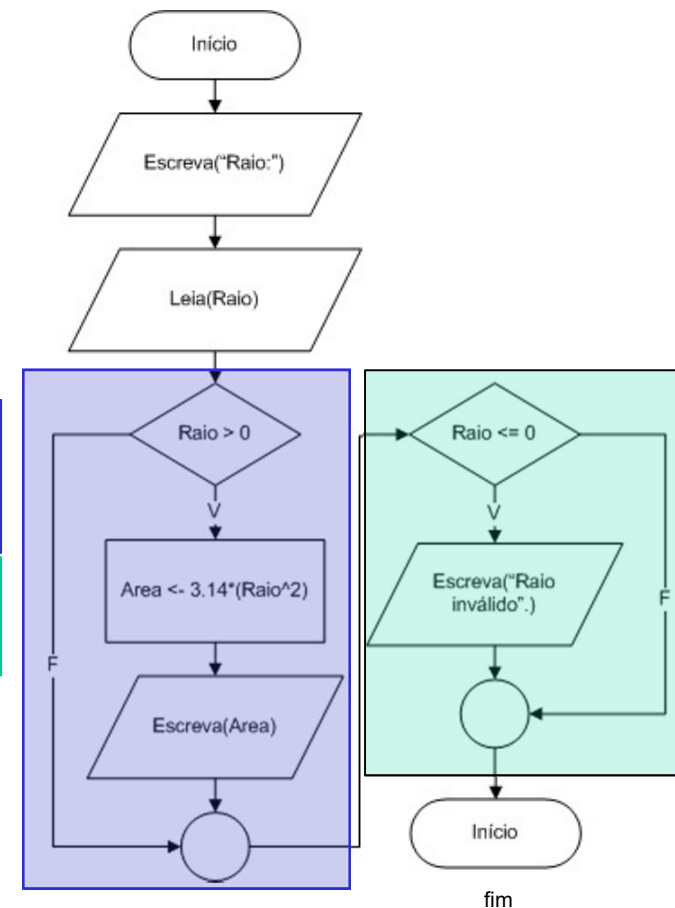 Início
Escreva(“Raio:”)
Leia(Raio)
Raio > 0
V
Area <- 3.14*(Raio^2)
Escreva(Area)
F
Raio <= 0
V
Escreva(“Raio
inválido”.)
F
Início
fim